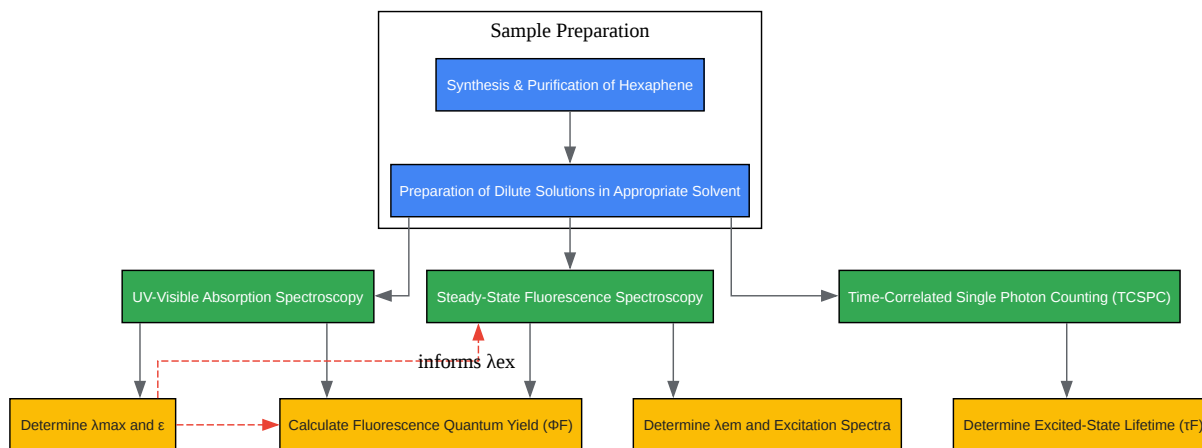 Sample Preparation
Synthesis & Purification of Hexaphene
Preparation of Dilute Solutions in Appropriate Solvent
UV-Visible Absorption Spectroscopy
Steady-State Fluorescence Spectroscopy
Time-Correlated Single Photon Counting (TCSPC)
informs λex
Determine λmax and ε
Calculate Fluorescence Quantum Yield (ΦF)
Determine λem and Excitation Spectra
Determine Excited-State Lifetime (τF)